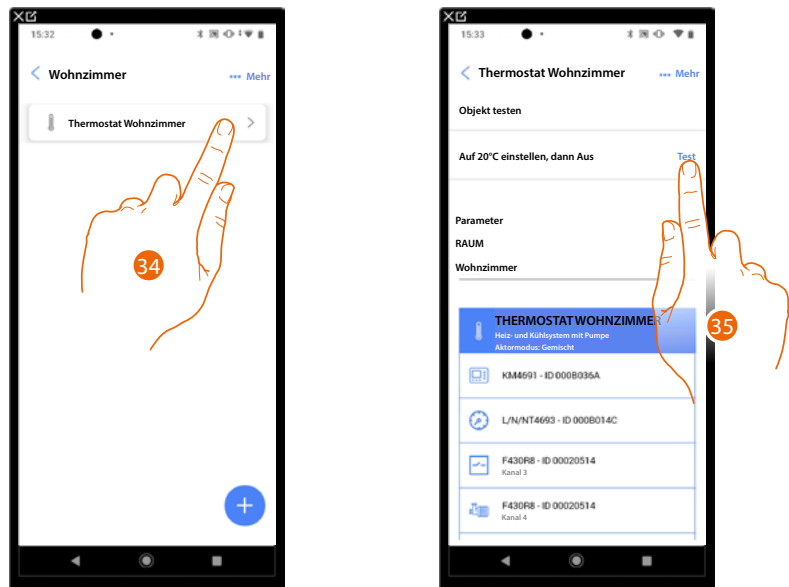 15:32
Wohnzimmer
Mehr
Thermostat Wohnzimmer
34
15:33
Thermostat Wohnzimmer
Mehr
Objekt testen
Auf 20°C einstellen, dann Aus
Test
Parameter
RAUM
Wohnzimmer
THERMOSTAT WOHNZIMMER
Heiz- und Kühlsystem mit Pumpe
Aktormodus: Gemischt
KM4691 - ID 000B036A
L/N/NT4693 - ID 000B014C
F430R8 - ID 00020514
Kanal 3
F430R8 - ID 00020514
Kanal 4
35